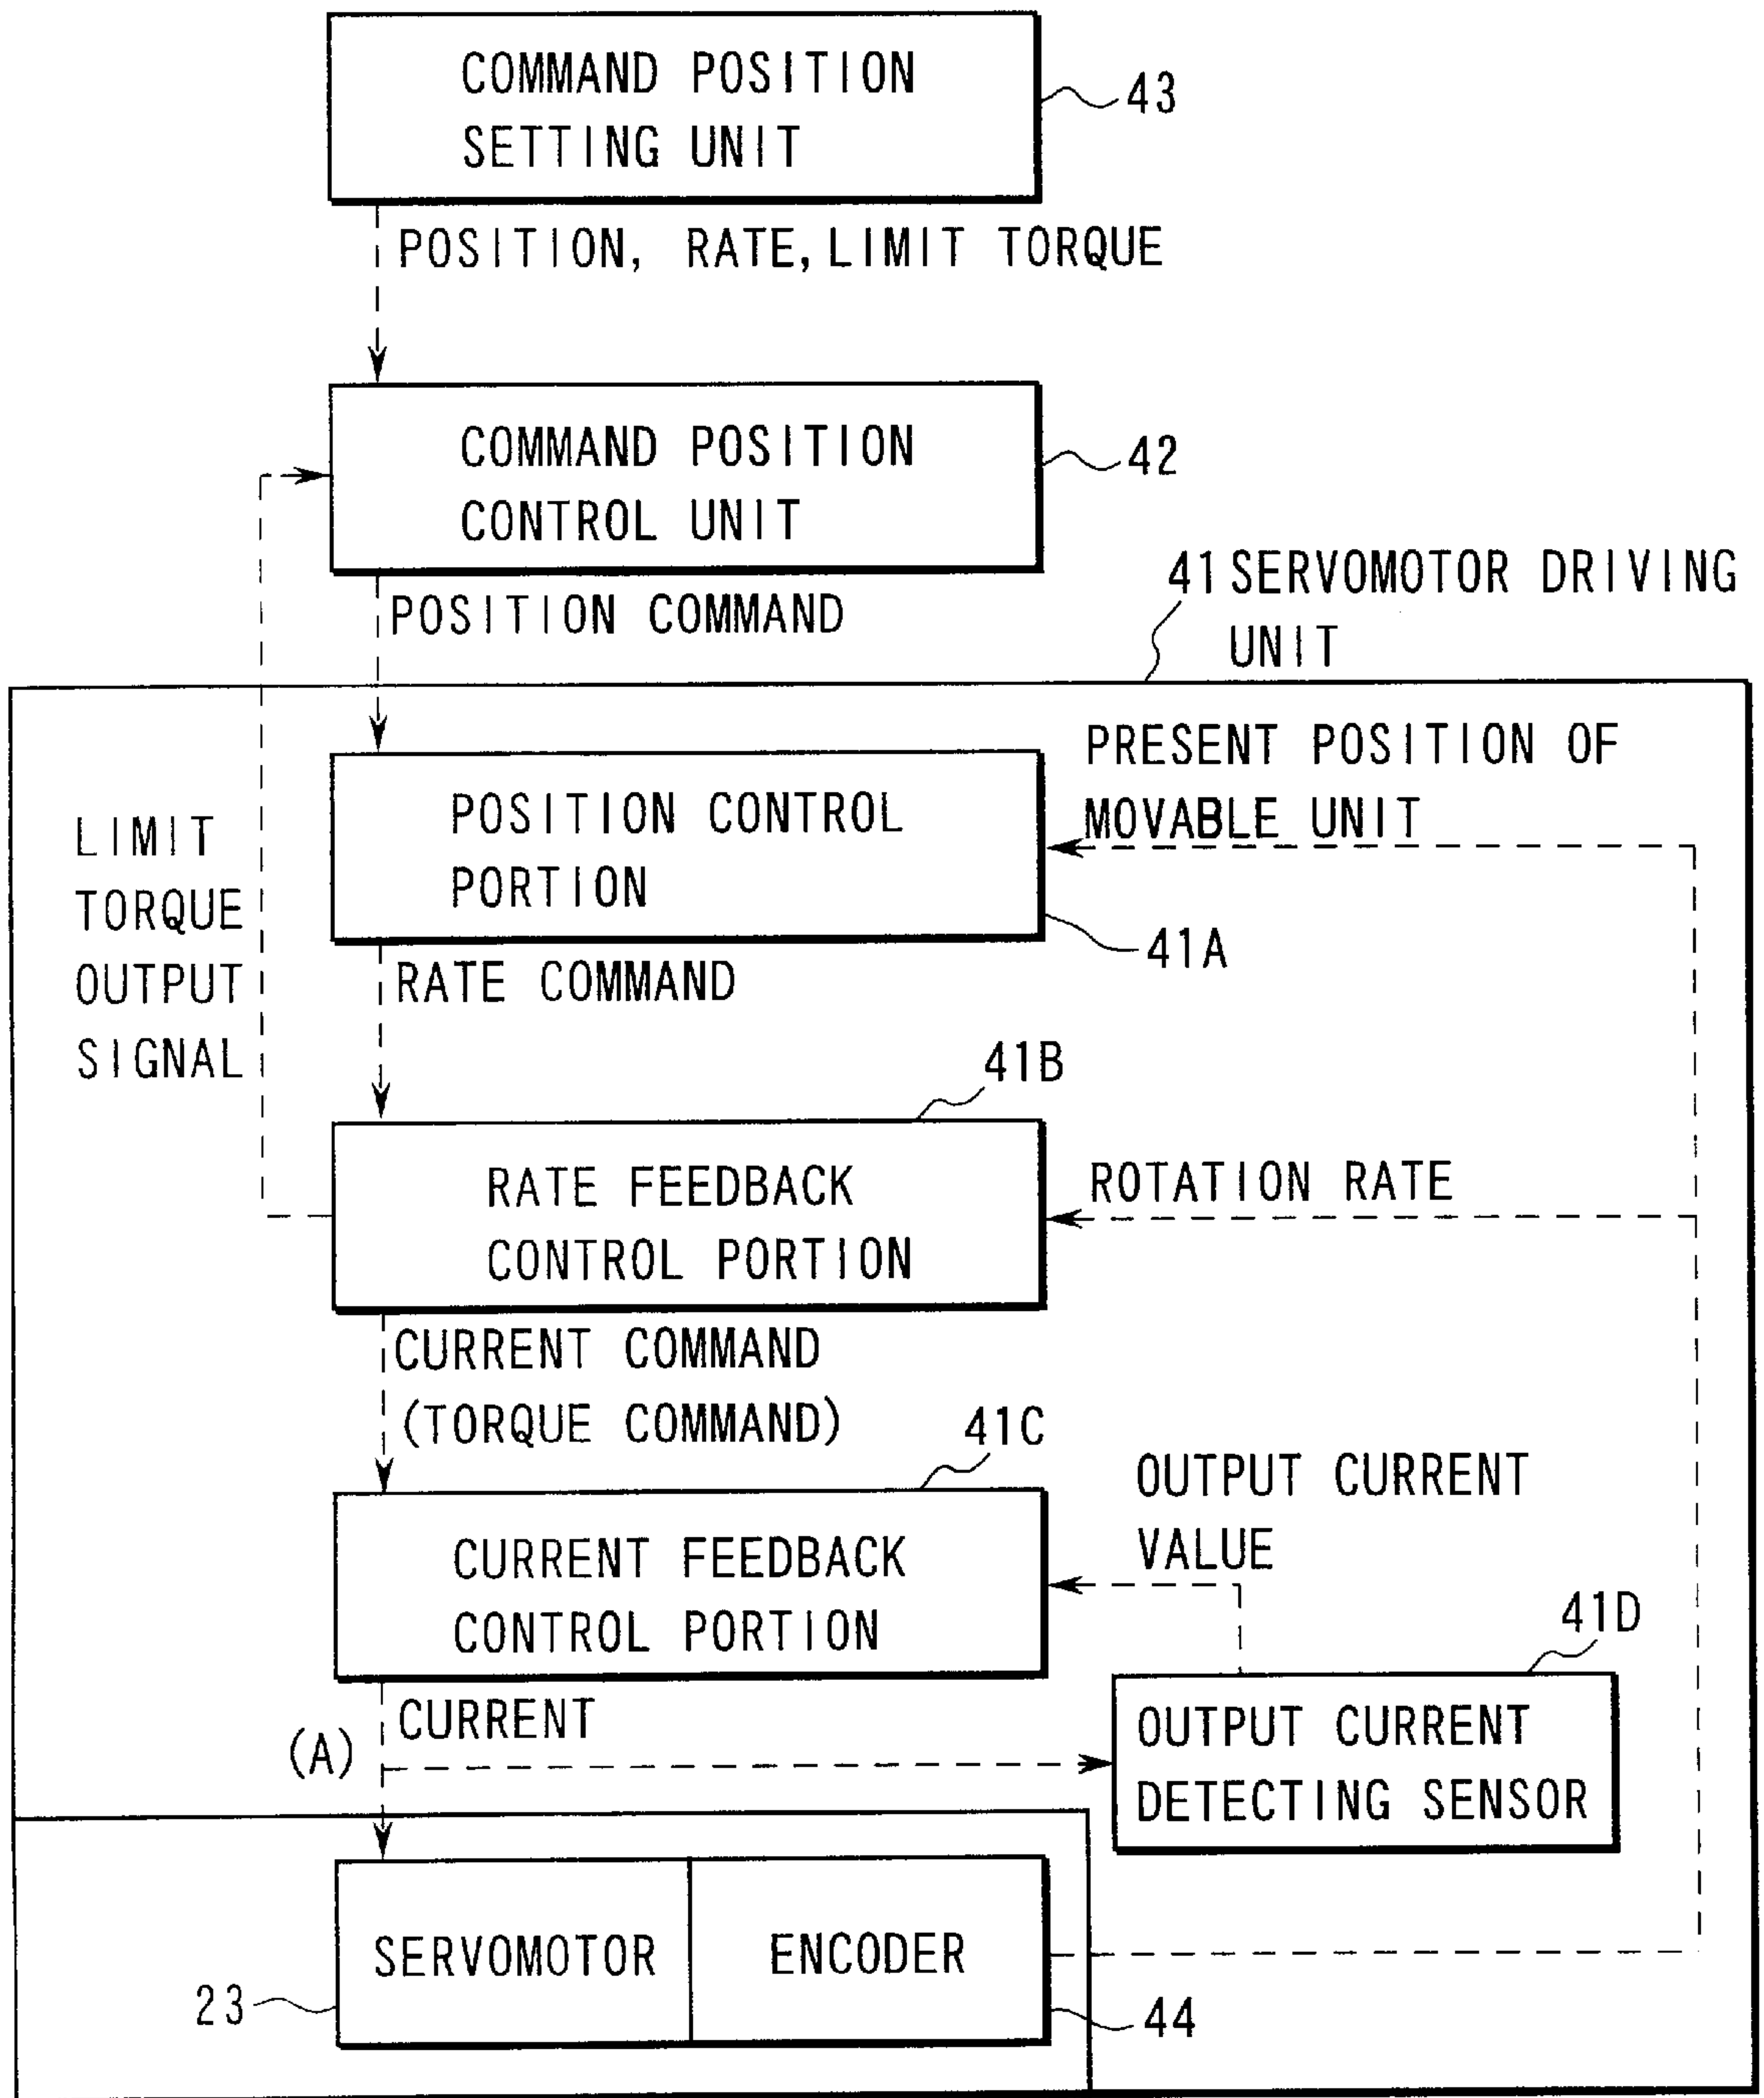 COMMAND POSITION
SETTING UNIT
43
POSITION, RATE, LIMIT TORQUE
COMMAND POSITION
CONTROL UNIT
42
POSITION COMMAND
41 SERVOMOTOR DRIVING
UNIT
PRESENT POSITION OF
MOVABLE UNIT
POSITION CONTROL
PORTION
41A
LIMIT
TORQUE
OUTPUT
SIGNAL
RATE COMMAND
41B
RATE FEEDBACK
CONTROL PORTION
ROTATION RATE
CURRENT COMMAND
(TORQUE COMMAND)
41C
OUTPUT CURRENT
VALUE
CURRENT FEEDBACK
CONTROL PORTION
41D
CURRENT
(A)
OUTPUT CURRENT
DETECTING SENSOR
SERVOMOTOR
ENCODER
23
44